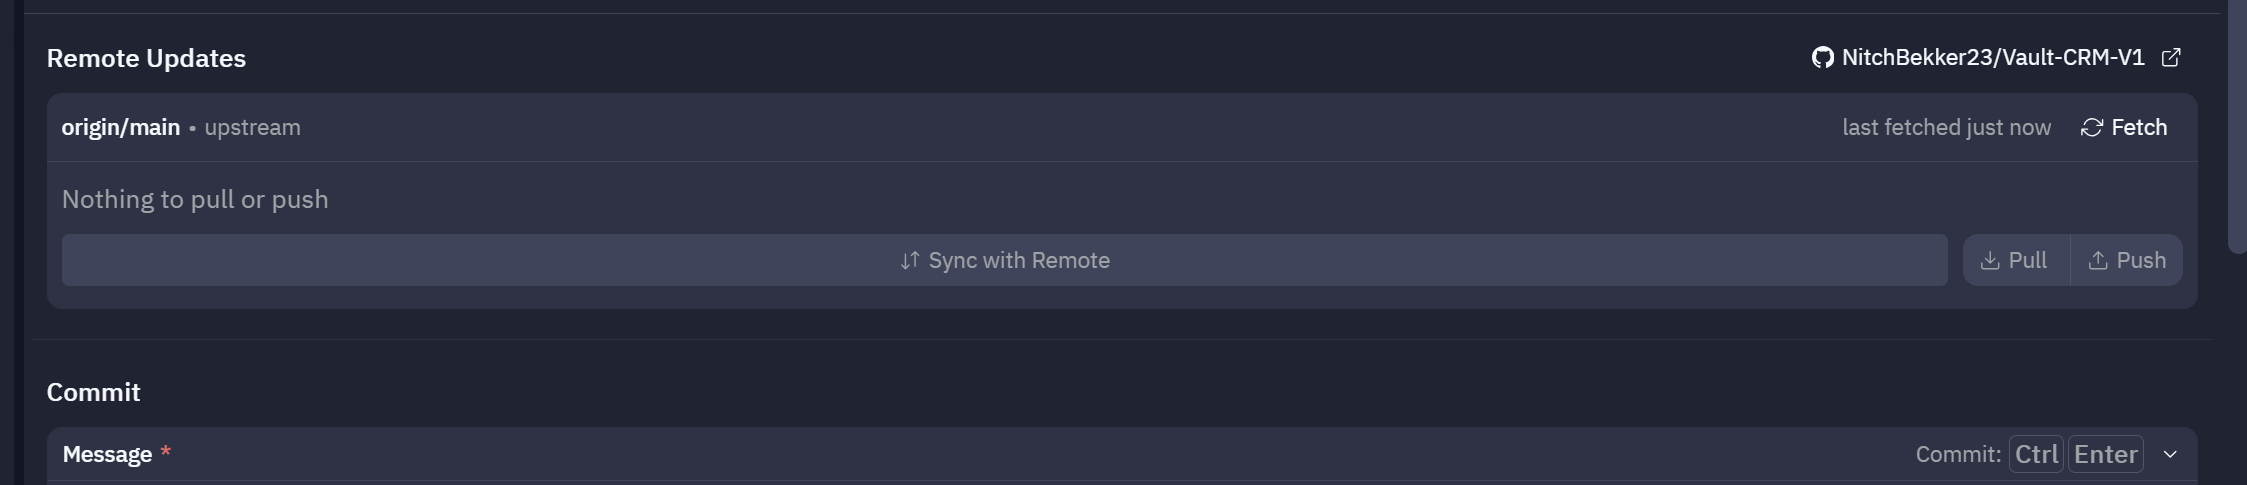 Remote Updates
NitchBekker23/Vault-CRM-V1
origin/main • upstream
last fetched just now
Fetch
Nothing to pull or push
Sync with Remote
Pull
Push
Commit
Message *
Commit: Ctrl Enter